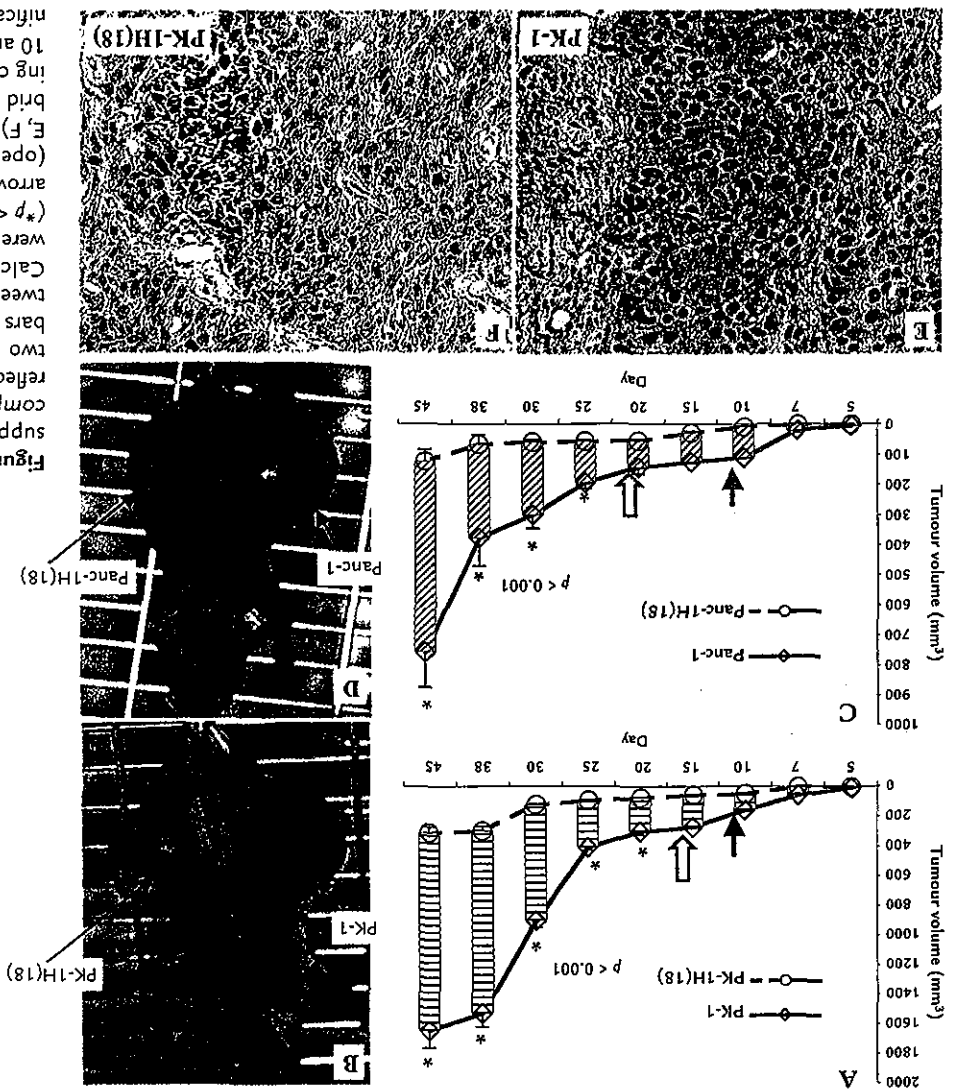 A
2000
1800
1600
1400
1200
1000
800
600
400
200
0
Tumour volume (mm³)
PK-1
PK-1H(18)
p < 0.001
*
*
*
*
*
5 7 10 15 20 25 30 38 45
Day
B
PK-1
PK-1H(18)
C
1000
900
800
700
600
500
400
300
200
100
0
Tumour volume (mm³)
Panc-1
Panc-1H(18)
p < 0.001
*
*
*
*
5 7 10 15 20 25 30 38 45
Day
D
Panc-1
Panc-1H(18)
E
PK-1
F
PK-1H(18)
Figur
supp
comp
reflec
two
bars
twee
Calc
were
(*p <
arrow
(ope
E, F)
brid
ing c
10 an
nifica